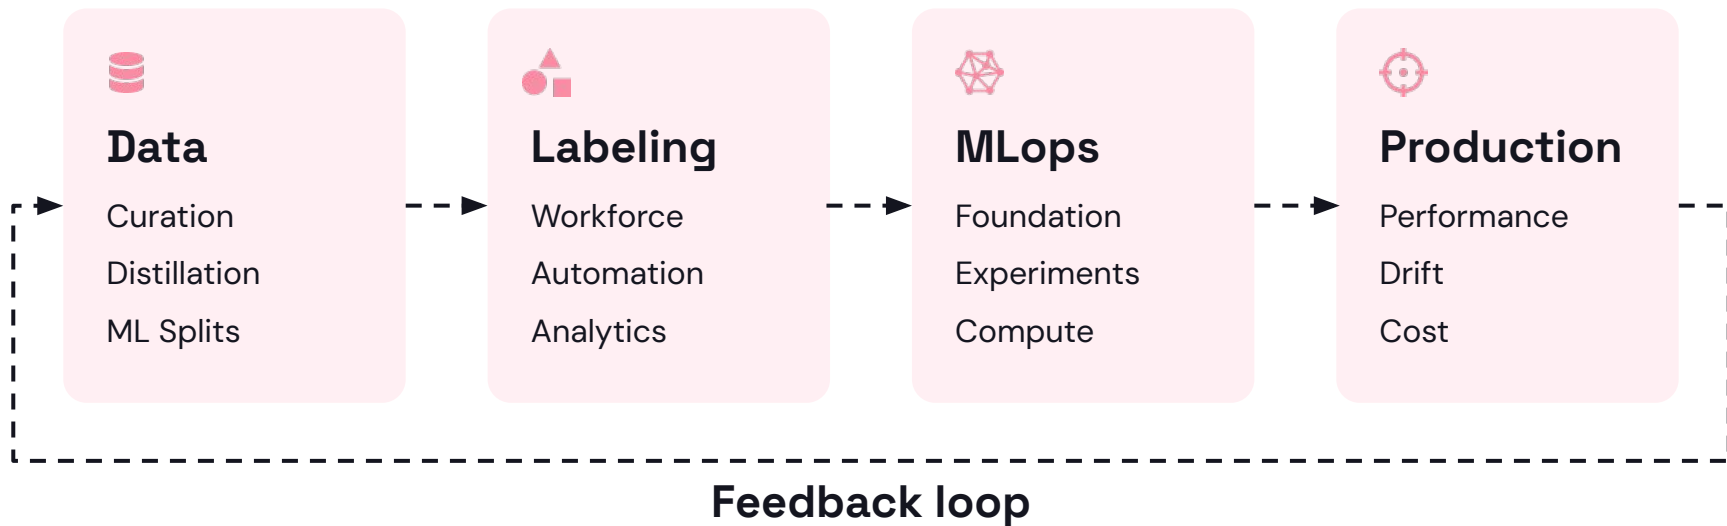 Data
Curation
Distillation
ML Splits
Labeling
Workforce
Automation
Analytics
MLops
Foundation
Experiments
Compute
Production
Performance
Drift
Cost
Feedback loop